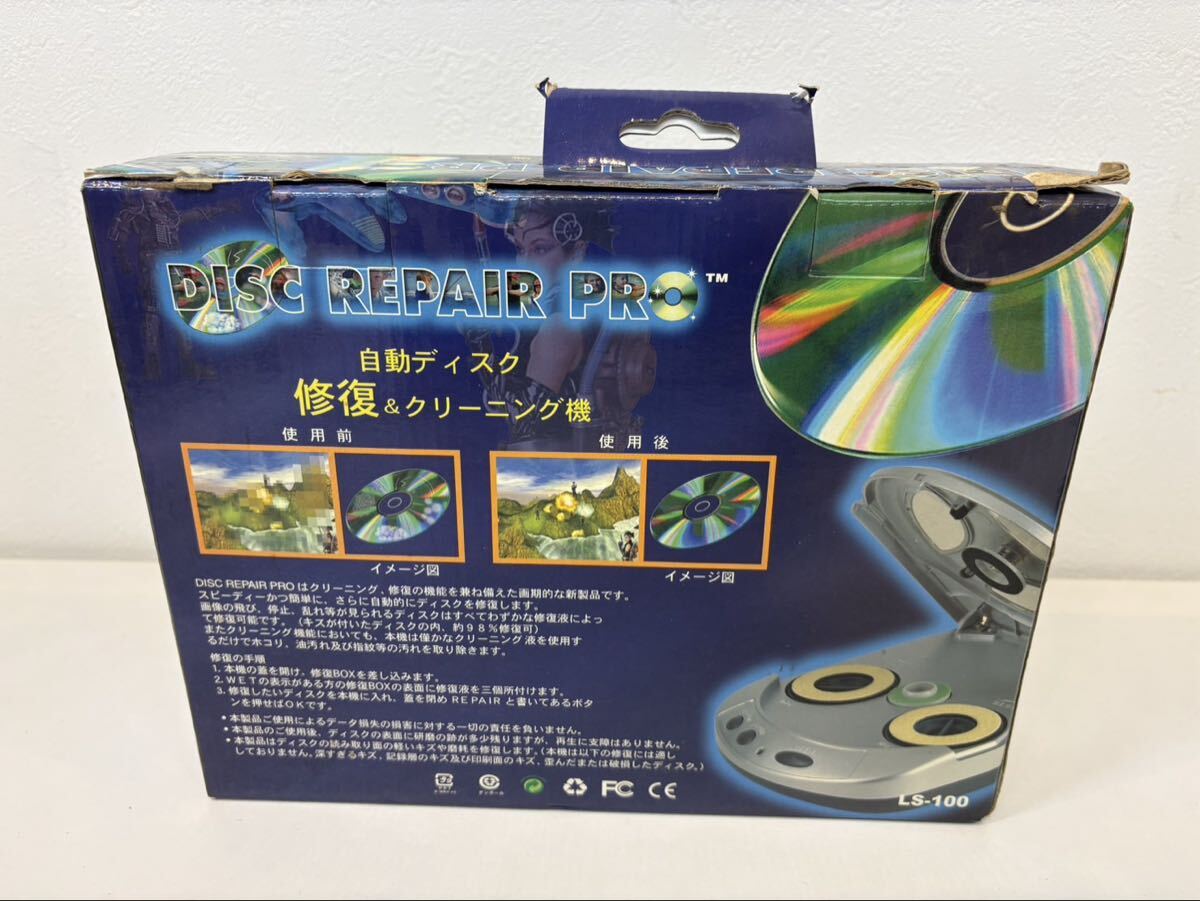 DISC REPAIR PRO™
自動ディスク
修復&クリーニング機
使用前
使用後
イメージ図
イメージ図
DISC REPAIR PROはクリーニング、修復の機能を兼ね備えた画期的な新製品です。
スピーディーかつ簡単に、さらに自動的にディスクを修復します。
画像の飛び、停止、乱れ等が見られるディスクはすべてわずかな修復液によっ
て修復可能です。(キスが付いたディスクの内、約98%修復可)
またクリーニング機能においても、本機は僅かなクリーニング液を使用す
るだけでホコリ、油汚れ及び指紋等の汚れを取り除きます。
修復の手順
1. 本機の蓋を開け、修復BOXを差し込みます。
2. WETの表示がある方の修復BOXの表面に修復液を三個所付けます。
3. 修復したいディスクを本機に入れ、蓋を閉めREPAIRと書いてあるボタ
ンを押せばOKです。
•本製品ご使用によるデータ損失の損害に対する一切の責任を負いません。
•本製品のご使用後、ディスクの表面に研磨の跡が多少残りますが、再生に支障はありません。
•本製品はディスクの読み取り面の軽いキズや磨耗を修復します。(本機は以下の修復には適し
ておりません。深すぎるキズ、記録層のキズ及び印刷面のキズ、歪んだまたは破損したディスク。)
FC CE
LS-100